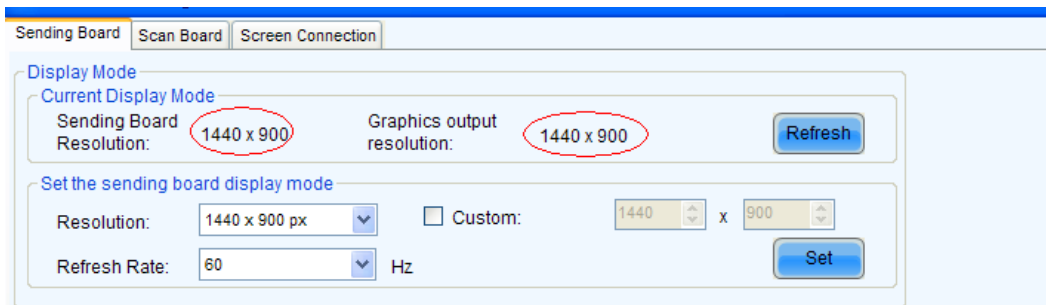 Sending Board Scan Board Screen Connection
Display Mode
Current Display Mode
Sending Board Resolution: 1440 x 900 Graphics output resolution: 1440 x 900 Refresh
Set the sending board display mode
Resolution: 1440 x 900 px Custom: 1440 x 900
Refresh Rate: 60 Hz Set